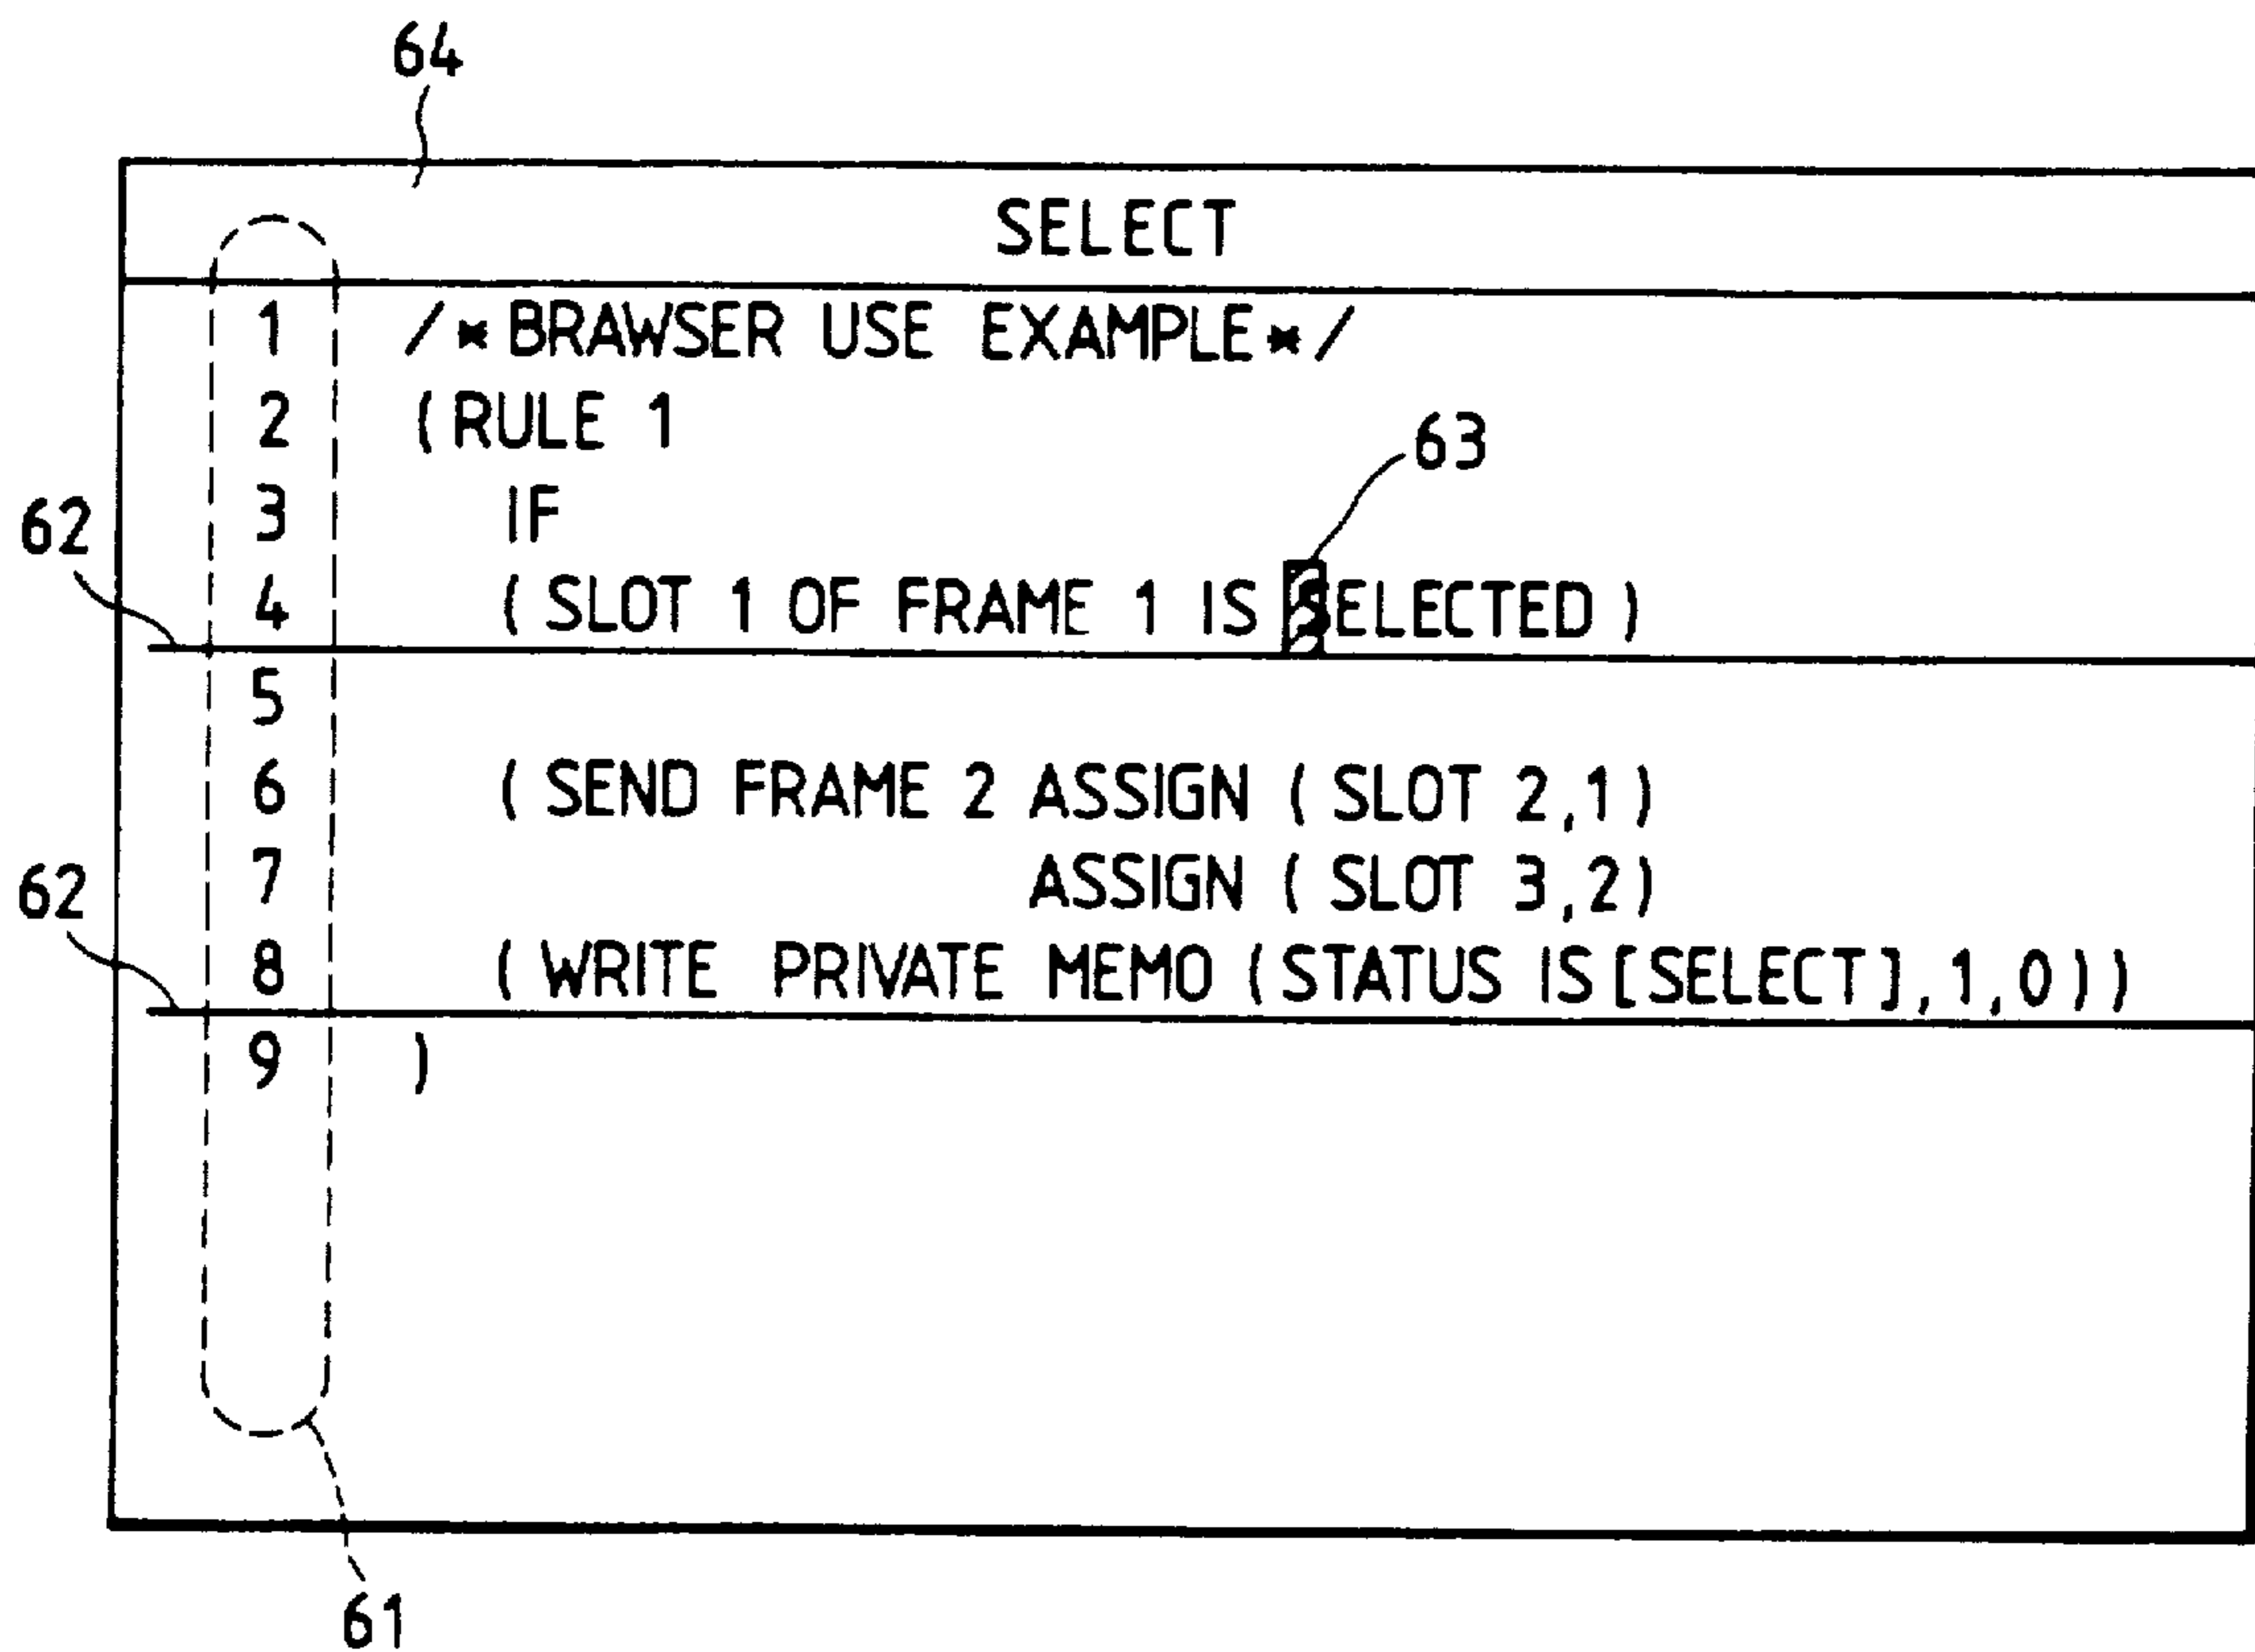 64
SELECT
1 /*BRAWSER USE EXAMPLE*/
2 (RULE 1
63
3 IF
62
4 (SLOT 1 OF FRAME 1 IS SELECTED)
5
6 (SEND FRAME 2 ASSIGN (SLOT 2,1)
7 ASSIGN (SLOT 3,2)
62
8 (WRITE PRIVATE MEMO (STATUS IS[SELECT],1,0))
9 )
61